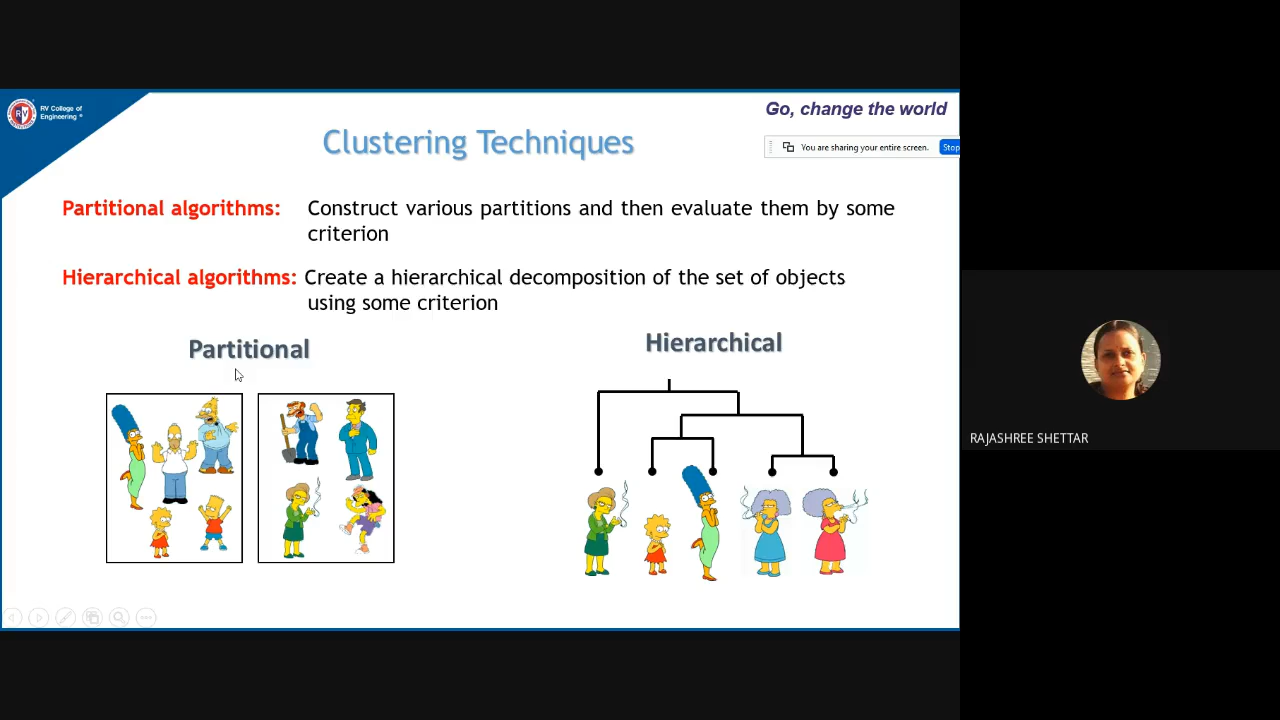 RV College of
Engineering
Go, change the world
Clustering Techniques
You are sharing your entire screen.
Stop
Partitional algorithms: Construct various partitions and then evaluate them by some
criterion
Hierarchical algorithms: Create a hierarchical decomposition of the set of objects
using some criterion
Partitional
Hierarchical
RAJASHREE SHETTAR